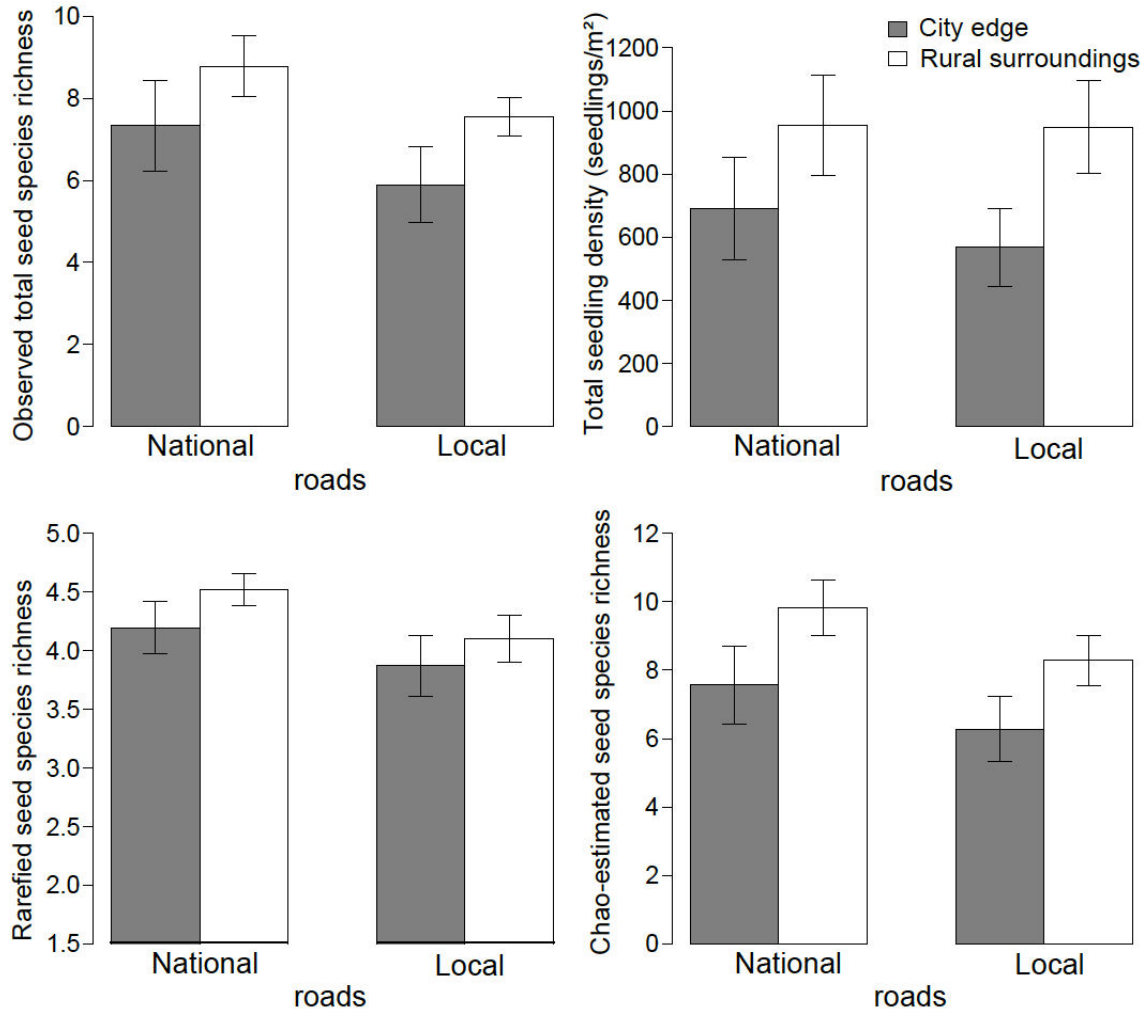 Observed total seed species richness
10
8
6
4
2
0
National
Local
roads
Total seedling density (seedlings/m²)
1200
1000
800
600
400
200
0
City edge
Rural surroundings
National
Local
roads
Rarefied seed species richness
5.0
4.5
4.0
3.5
3.0
2.5
2.0
1.5
National
Local
roads
Chao-estimated seed species richness
12
10
8
6
4
2
0
National
Local
roads